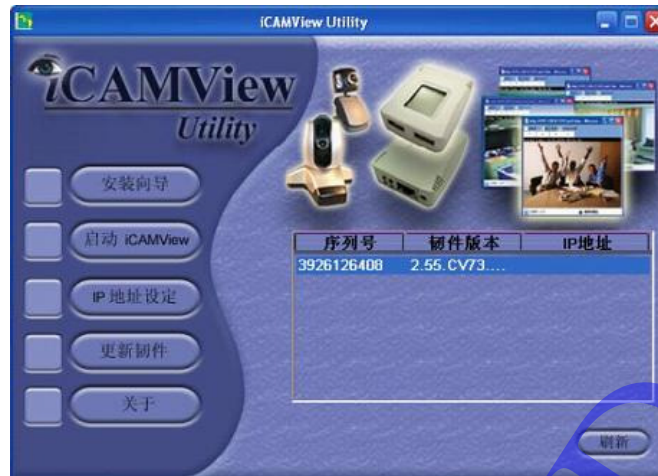 iCAMView Utility
iCAMView
Utility
安装向导
启动 iCAMView
IP 地址设定
更新韧件
关于
序列号 韧件版本 IP地址
3926126408 2.55.CV73....
刷新